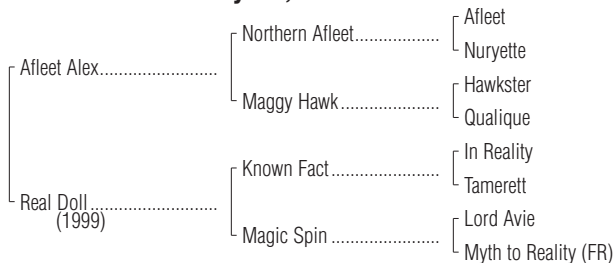 Afleet
Northern Afleet
Nuryette
Afleet Alex
Hawkster
Maggy Hawk
Qualique
In Reality
Known Fact
Tamerett
Real Doll
(1999)
Lord Avie
Magic Spin
Myth to Reality (FR)